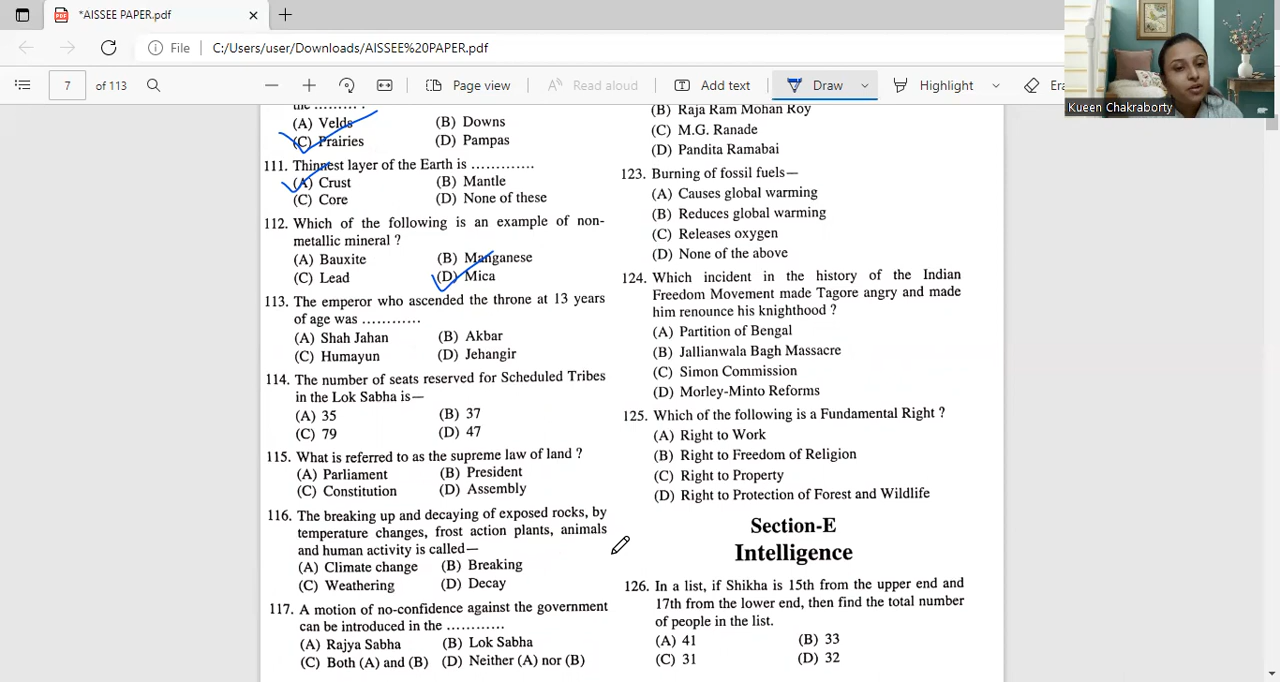 *AISSEE PAPER.pdf
File C:/Users/user/Downloads/AISSEE%20PAPER.pdf
7 of 113
Page view
Read aloud
Add text
Draw
Highlight
Kueen Chakraborty
the ............ ?
(A) Velds (B) Downs
(C) Prairies (D) Pampas
111. Thinnest layer of the Earth is ............
(A) Crust (B) Mantle
(C) Core (D) None of these
112. Which of the following is an example of non-
metallic mineral ?
(A) Bauxite (B) Manganese
(C) Lead (D) Mica
113. The emperor who ascended the throne at 13 years
of age was ............
(A) Shah Jahan (B) Akbar
(C) Humayun (D) Jehangir
114. The number of seats reserved for Scheduled Tribes
in the Lok Sabha is—
(A) 35 (B) 37
(C) 79 (D) 47
115. What is referred to as the supreme law of land ?
(A) Parliament (B) President
(C) Constitution (D) Assembly
116. The breaking up and decaying of exposed rocks, by
temperature changes, frost action plants, animals
and human activity is called—
(A) Climate change (B) Breaking
(C) Weathering (D) Decay
117. A motion of no-confidence against the government
can be introduced in the ............
(A) Rajya Sabha (B) Lok Sabha
(C) Both (A) and (B) (D) Neither (A) nor (B)
(B) Raja Ram Mohan Roy
(C) M.G. Ranade
(D) Pandita Ramabai
123. Burning of fossil fuels—
(A) Causes global warming
(B) Reduces global warming
(C) Releases oxygen
(D) None of the above
124. Which incident in the history of the Indian
Freedom Movement made Tagore angry and made
him renounce his knighthood ?
(A) Partition of Bengal
(B) Jallianwala Bagh Massacre
(C) Simon Commission
(D) Morley-Minto Reforms
125. Which of the following is a Fundamental Right ?
(A) Right to Work
(B) Right to Freedom of Religion
(C) Right to Property
(D) Right to Protection of Forest and Wildlife
Section-E
Intelligence
126. In a list, if Shikha is 15th from the upper end and
17th from the lower end, then find the total number
of people in the list.
(A) 41 (B) 33
(C) 31 (D) 32